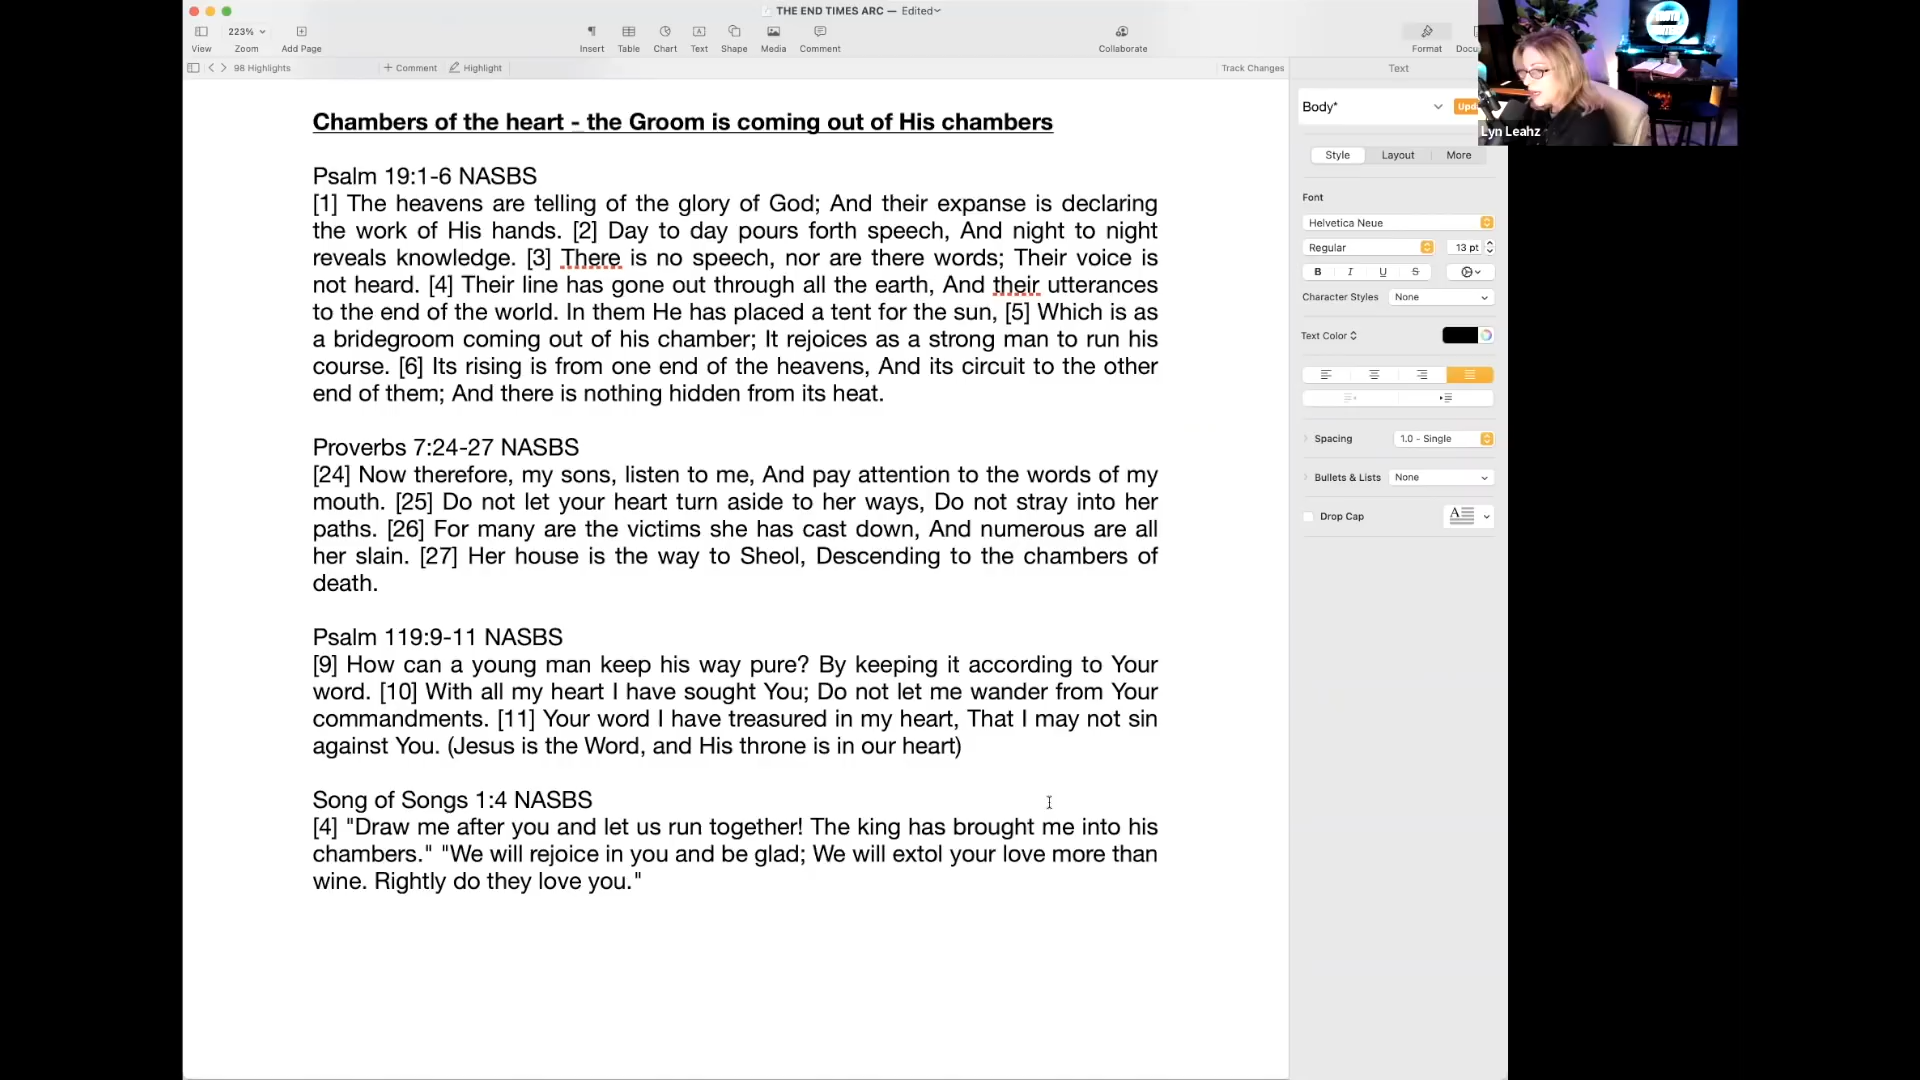 THE END TIMES ARC — Edited
223%
View
Zoom
Add Page
Insert
Table
Chart
Text
Shape
Media
Comment
Collaborate
Format
98 Highlights
Comment
Highlight
Track Changes
Text
Chambers of the heart - the Groom is coming out of His chambers
Psalm 19:1-6 NASBS
[1] The heavens are telling of the glory of God; And their expanse is declaring
the work of His hands. [2] Day to day pours forth speech, And night to night
reveals knowledge. [3] There is no speech, nor are there words; Their voice is
not heard. [4] Their line has gone out through all the earth, And their utterances
to the end of the world. In them He has placed a tent for the sun, [5] Which is as
a bridegroom coming out of his chamber; It rejoices as a strong man to run his
course. [6] Its rising is from one end of the heavens, And its circuit to the other
end of them; And there is nothing hidden from its heat.
Proverbs 7:24-27 NASBS
[24] Now therefore, my sons, listen to me, And pay attention to the words of my
mouth. [25] Do not let your heart turn aside to her ways, Do not stray into her
paths. [26] For many are the victims she has cast down, And numerous are all
her slain. [27] Her house is the way to Sheol, Descending to the chambers of
death.
Psalm 119:9-11 NASBS
[9] How can a young man keep his way pure? By keeping it according to Your
word. [10] With all my heart I have sought You; Do not let me wander from Your
commandments. [11] Your word I have treasured in my heart, That I may not sin
against You. (Jesus is the Word, and His throne is in our heart)
Song of Songs 1:4 NASBS
[4] "Draw me after you and let us run together! The king has brought me into his
chambers." "We will rejoice in you and be glad; We will extol your love more than
wine. Rightly do they love you."
Body*
Lyn Leahz
Style
Layout
More
Font
Helvetica Neue
Regular
13 pt
B I U S
Character Styles
None
Text Color
Spacing
1.0 - Single
Bullets & Lists
None
Drop Cap